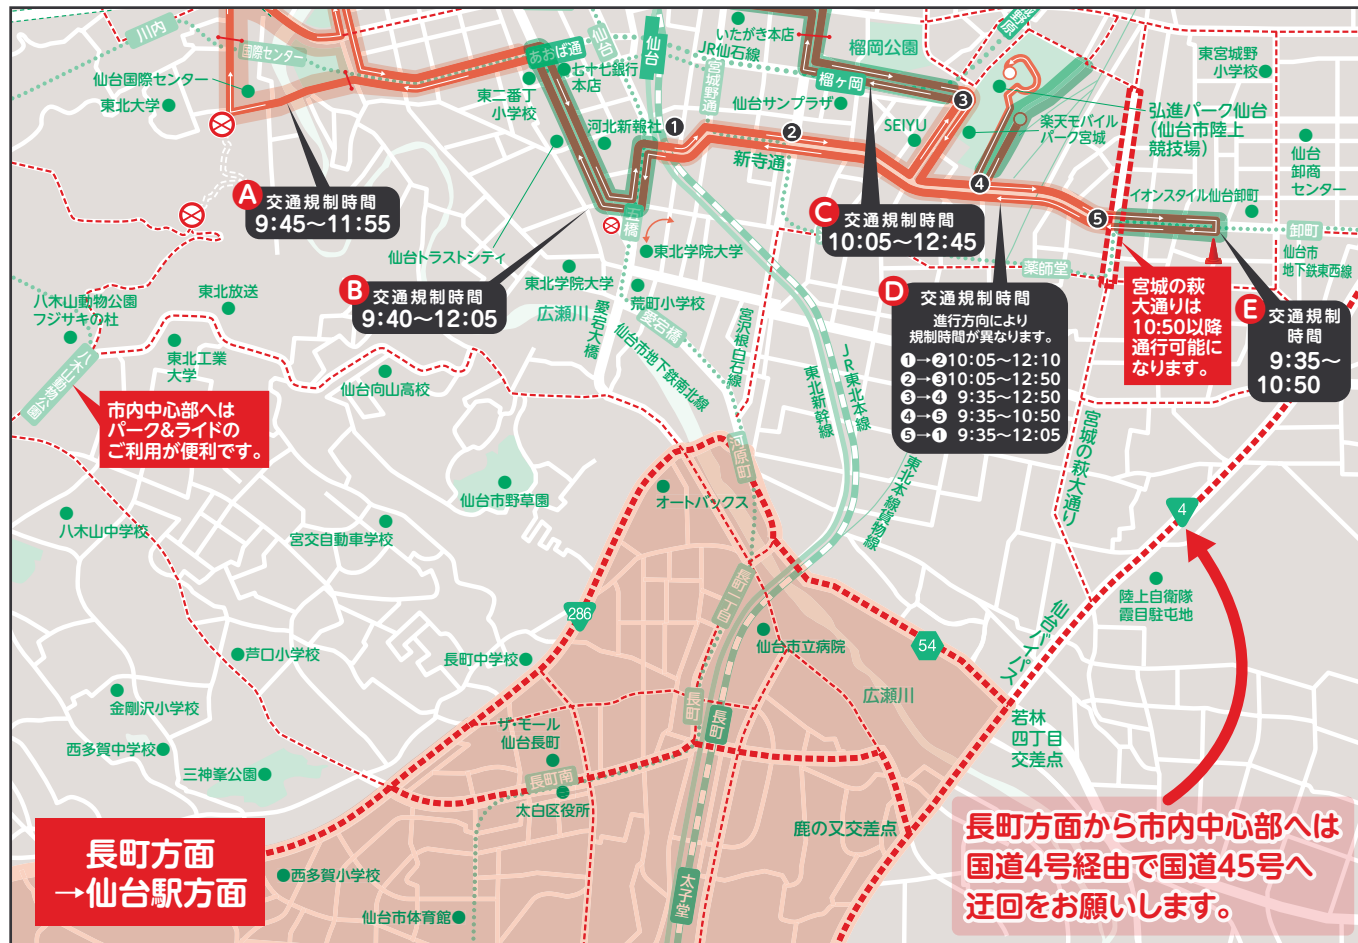 川内
国際センター
仙台国際センター
東北大学
あおば通
仙台
仙台
七十七銀行
本店
東二番丁
小学校
河北新報社
いたがき本店
JR仙石線
宮城野通
榴岡公園
榴ヶ岡
仙台サンプラザ
SEIYU
楽天モバイル
パーク宮城
弘進パーク仙台
(仙台市陸上
競技場)
東宮城野
小学校
仙台
卸商
センター
イオンスタイル仙台卸町
卸町
仙台市
地下鉄東西線
薬師堂
新寺通
1
2
3
4
5
A
交通規制時間
9:45〜11:55
B
交通規制時間
9:40〜12:05
C
交通規制時間
10:05〜12:45
D
交通規制時間
進行方向により
規制時間が異なります。
1→2 10:05〜12:10
2→3 10:05〜12:50
3→4 9:35〜12:50
4→5 9:35〜10:50
5→1 9:35〜12:05
E
交通規制
時間
9:35〜
10:50
宮城の萩
大通りは
10:50以降
通行可能に
なります。
仙台トラストシティ
五橋
東北学院大学
東北学院大学
荒町小学校
広瀬川
愛宕大橋
愛宕橋
仙台市地下鉄南北線
宮沢根白石線
河原町
東北新幹線
JR東北本線
東北本線貨物線
宮城の萩大通り
八木山動物公園
フジサキの杜
八木山動物公園
東北放送
東北工業
大学
仙台向山高校
市内中心部へは
パーク&ライドの
ご利用が便利です。
八木山中学校
宮交自動車学校
仙台市野草園
オートバックス
4
陸上自衛隊
霞目駐屯地
仙台バイパス
286
長町一丁目
仙台市立病院
54
広瀬川
若林
四丁目
交差点
芦口小学校
長町中学校
金剛沢小学校
西多賀中学校
三神峯公園
ザ・モール
仙台長町
長町
長町
長町南
太白区役所
鹿の又交差点
太子堂
西多賀小学校
仙台市体育館
長町方面
→仙台駅方面
長町方面から市内中心部へは
国道4号経由で国道45号へ
迂回をお願いします。